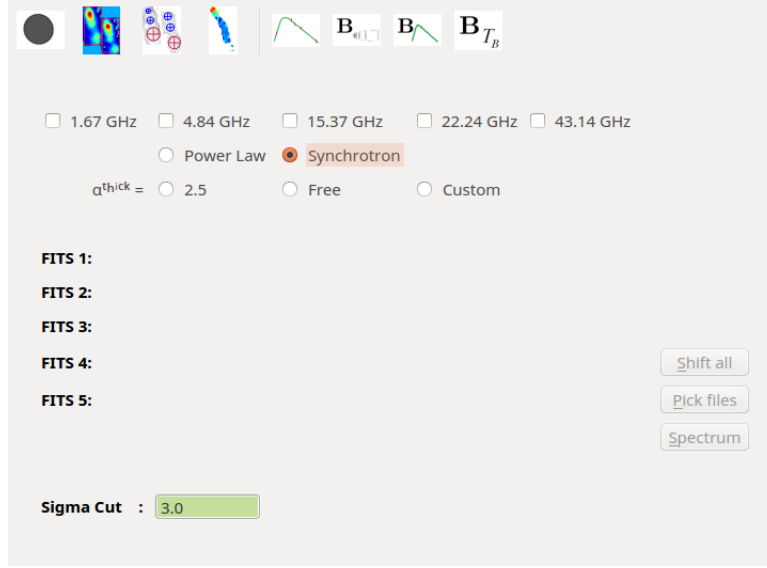 B B B T_B
1.67 GHz 4.84 GHz 15.37 GHz 22.24 GHz 43.14 GHz
Power Law Synchrotron
αᵗʰⁱᶜᵏ = 2.5 Free Custom
FITS 1:
FITS 2:
FITS 3:
FITS 4: Shift all
FITS 5: Pick files
Spectrum
Sigma Cut : 3.0